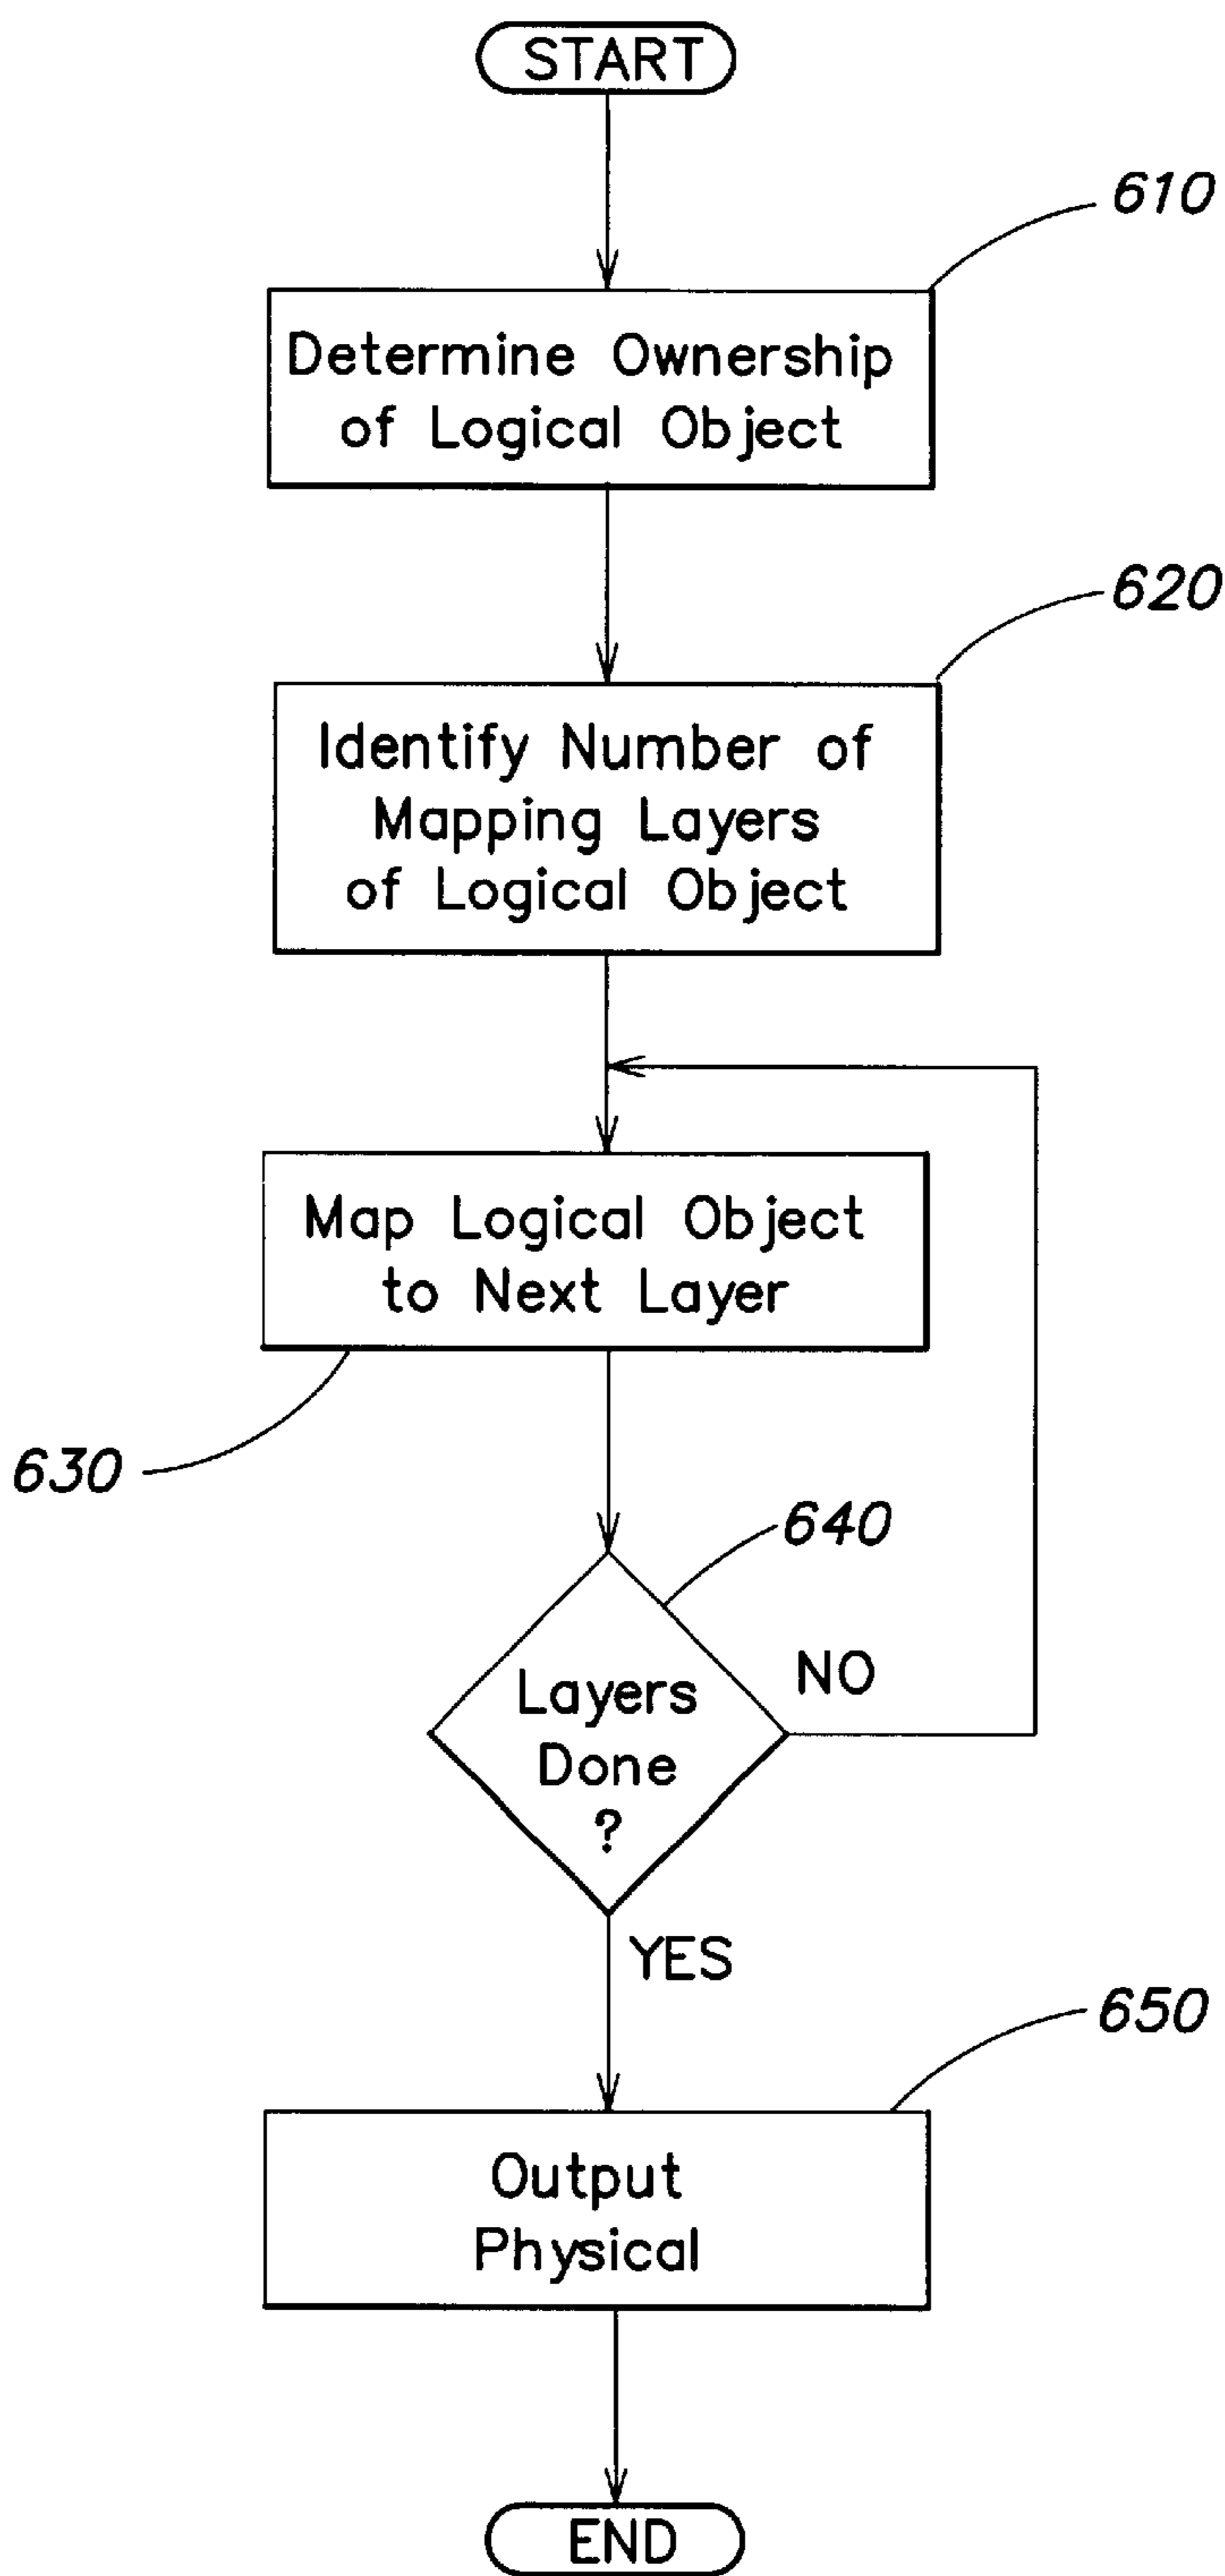 START
610
Determine Ownership
of Logical Object
620
Identify Number of
Mapping Layers
of Logical Object
Map Logical Object
to Next Layer
630
640
NO
Layers
Done
?
YES
650
Output
Physical
END